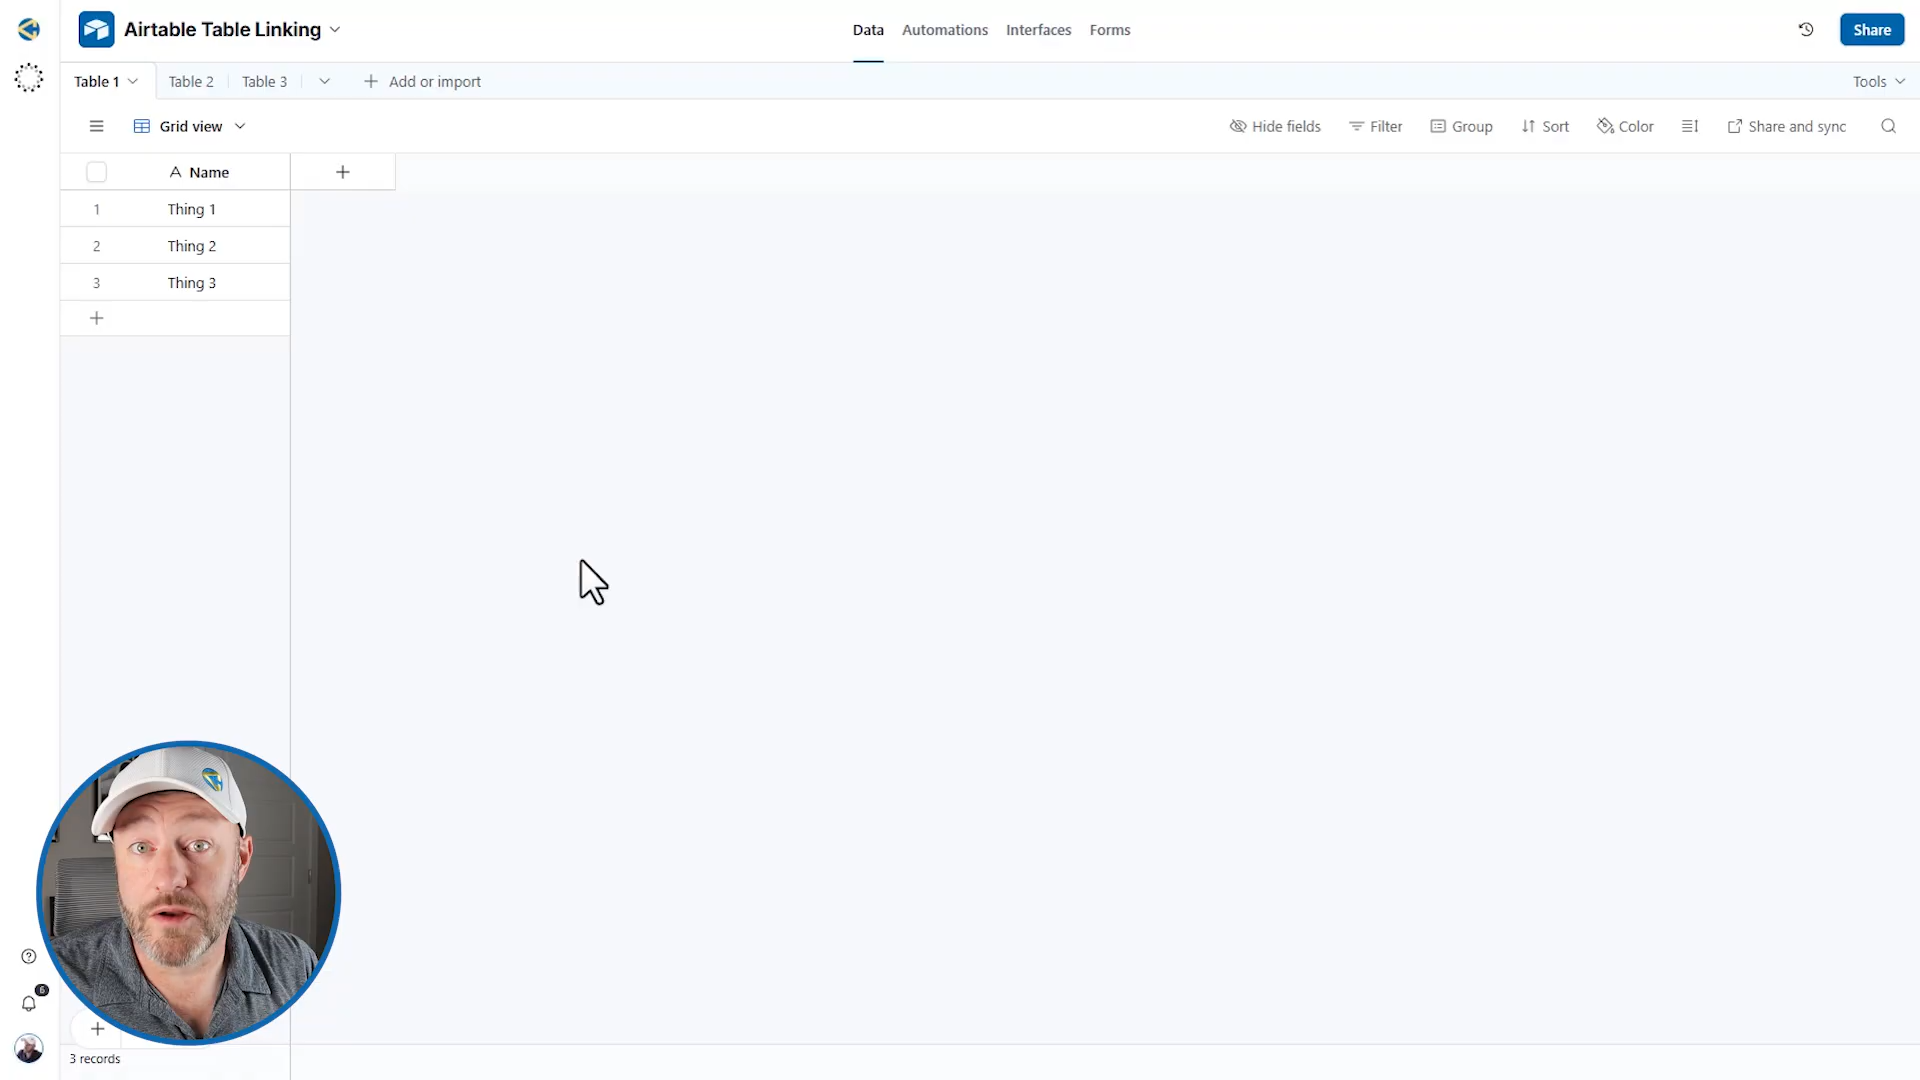 Airtable Table Linking
Data Automations Interfaces Forms
Share
Table 1 Table 2 Table 3 Add or import Tools
Grid view Hide fields Filter Group Sort Color Share and sync
A Name
1 Thing 1
2 Thing 2
3 Thing 3
6
3 records